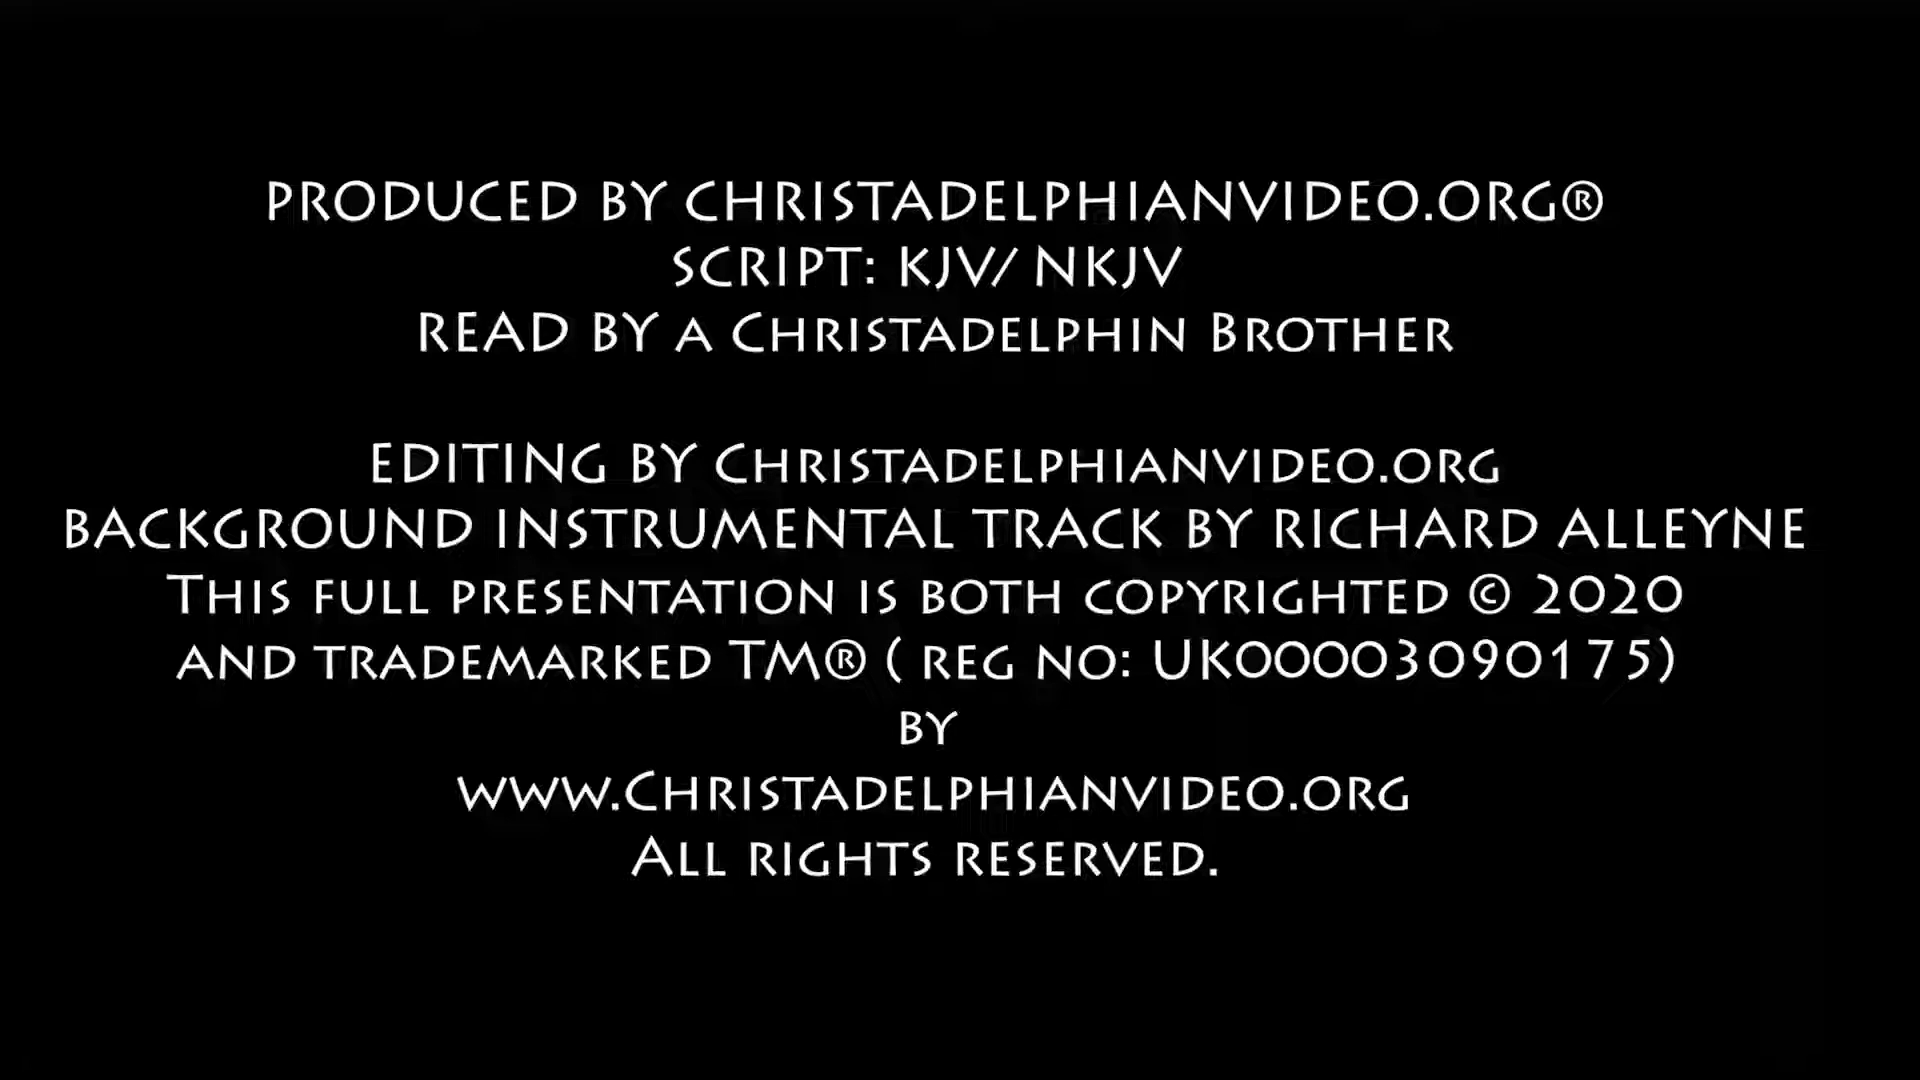 PRODUCED BY CHRISTADELPHIANVIDEO.ORG®
SCRIPT: KJV/ NKJV
READ BY A CHRISTADELPHIN BROTHER
EDITING BY CHRISTADELPHIANVIDEO.ORG
BACKGROUND INSTRUMENTAL TRACK BY RICHARD ALLEYNE
THIS FULL PRESENTATION IS BOTH COPYRIGHTED © 2020
AND TRADEMARKED TM® ( REG NO: UK00003090175)
BY
WWW.CHRISTADELPHIANVIDEO.ORG
ALL RIGHTS RESERVED.